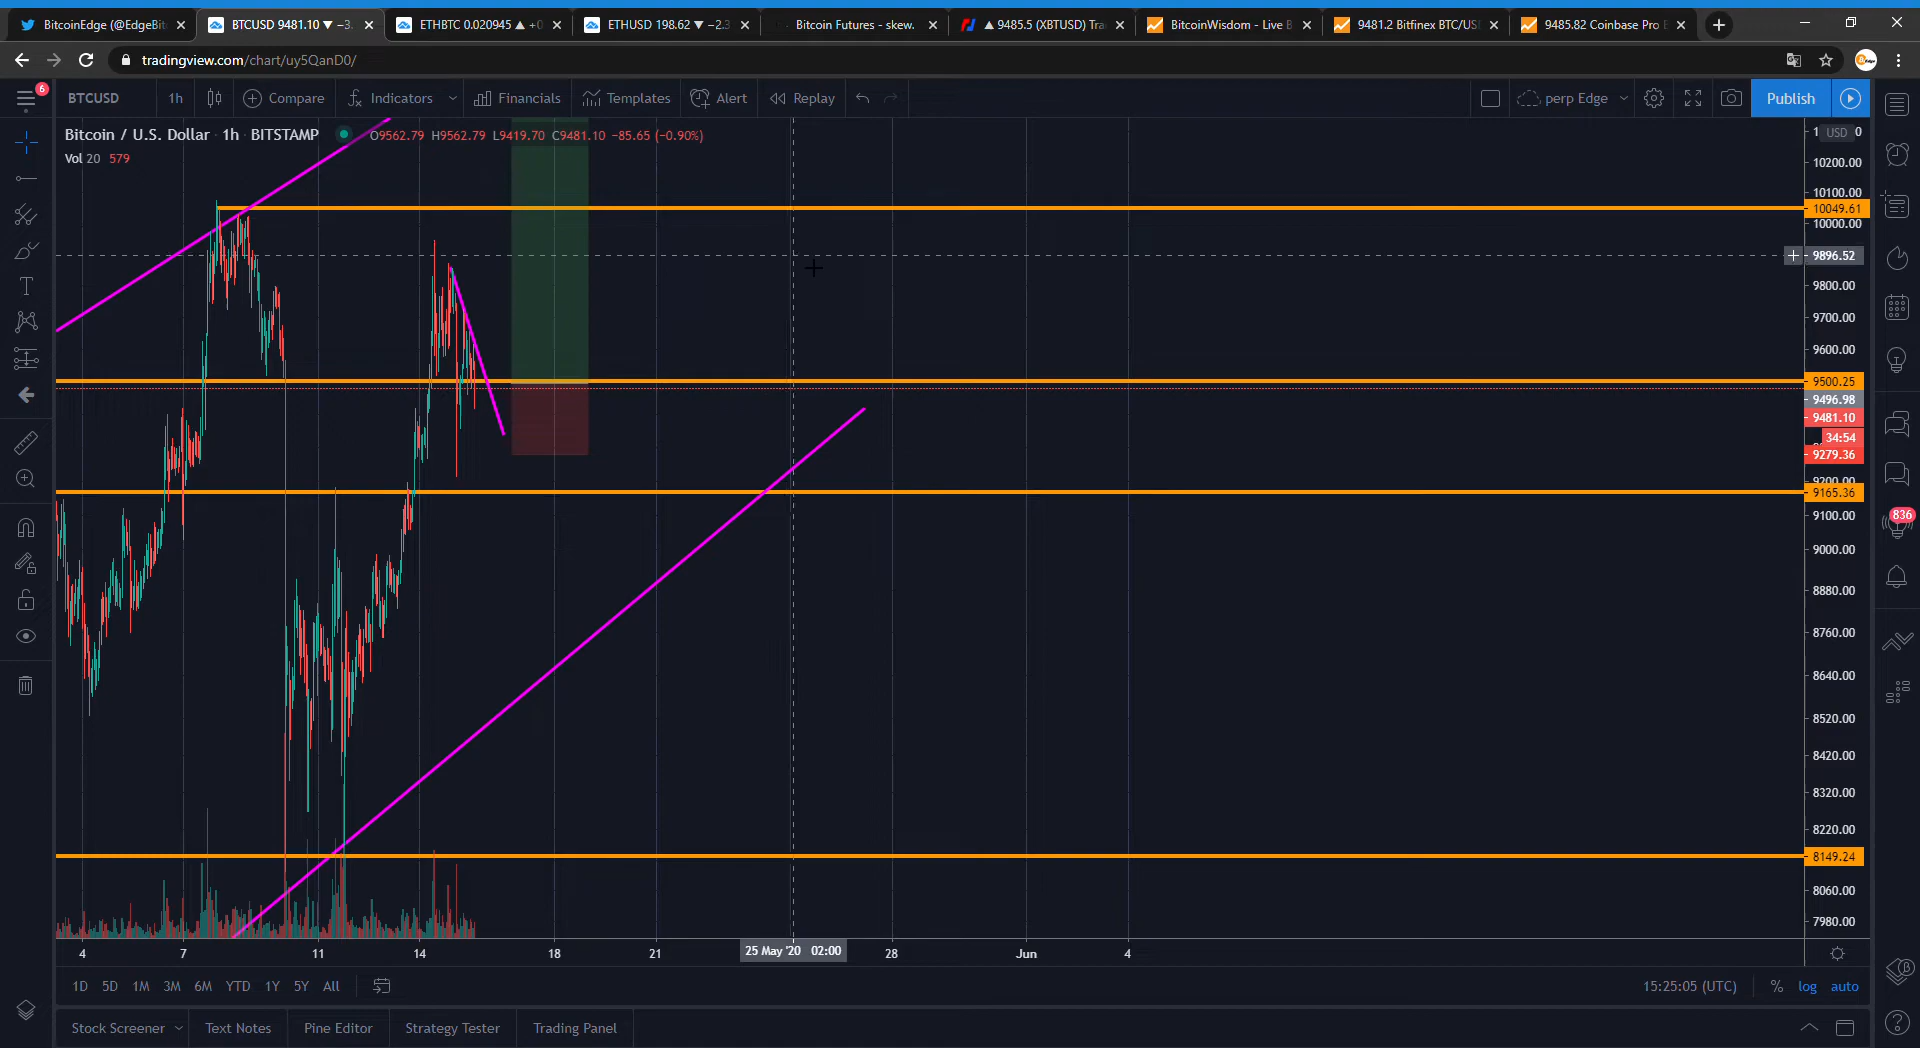 BitcoinEdge (@EdgeBit
BTCUSD 9481.10 ▼ −3.
ETHBTC 0.020945 ▲ +0
ETHUSD 198.62 ▼ −2.3
Bitcoin Futures - skew.
▲ 9485.5 (XBTUSD) Tra
BitcoinWisdom - Live B
9481.2 Bitfinex BTC/US
9485.82 Coinbase Pro
tradingview.com/chart/uy5QanD0/
6
BTCUSD
1h
Compare
Indicators
Financials
Templates
Alert
Replay
perp Edge
Publish
Bitcoin / U.S. Dollar · 1h · BITSTAMP
O9562.79 H9562.79 L9419.70 C9481.10 −85.65 (−0.90%)
Vol 20 579
USD
10200.00
10100.00
10049.61
10000.00
9896.52
9800.00
9700.00
9600.00
9500.25
9496.98
9481.10
34:54
9279.36
9200.00
9165.36
9100.00
9000.00
8880.00
8760.00
8640.00
8520.00
8420.00
8320.00
8220.00
8149.24
8060.00
7980.00
836
4
7
11
14
18
21
25 May '20 02:00
28
Jun
4
1D 5D 1M 3M 6M YTD 1Y 5Y All
15:25:05 (UTC)
%
log
auto
Stock Screener
Text Notes
Pine Editor
Strategy Tester
Trading Panel